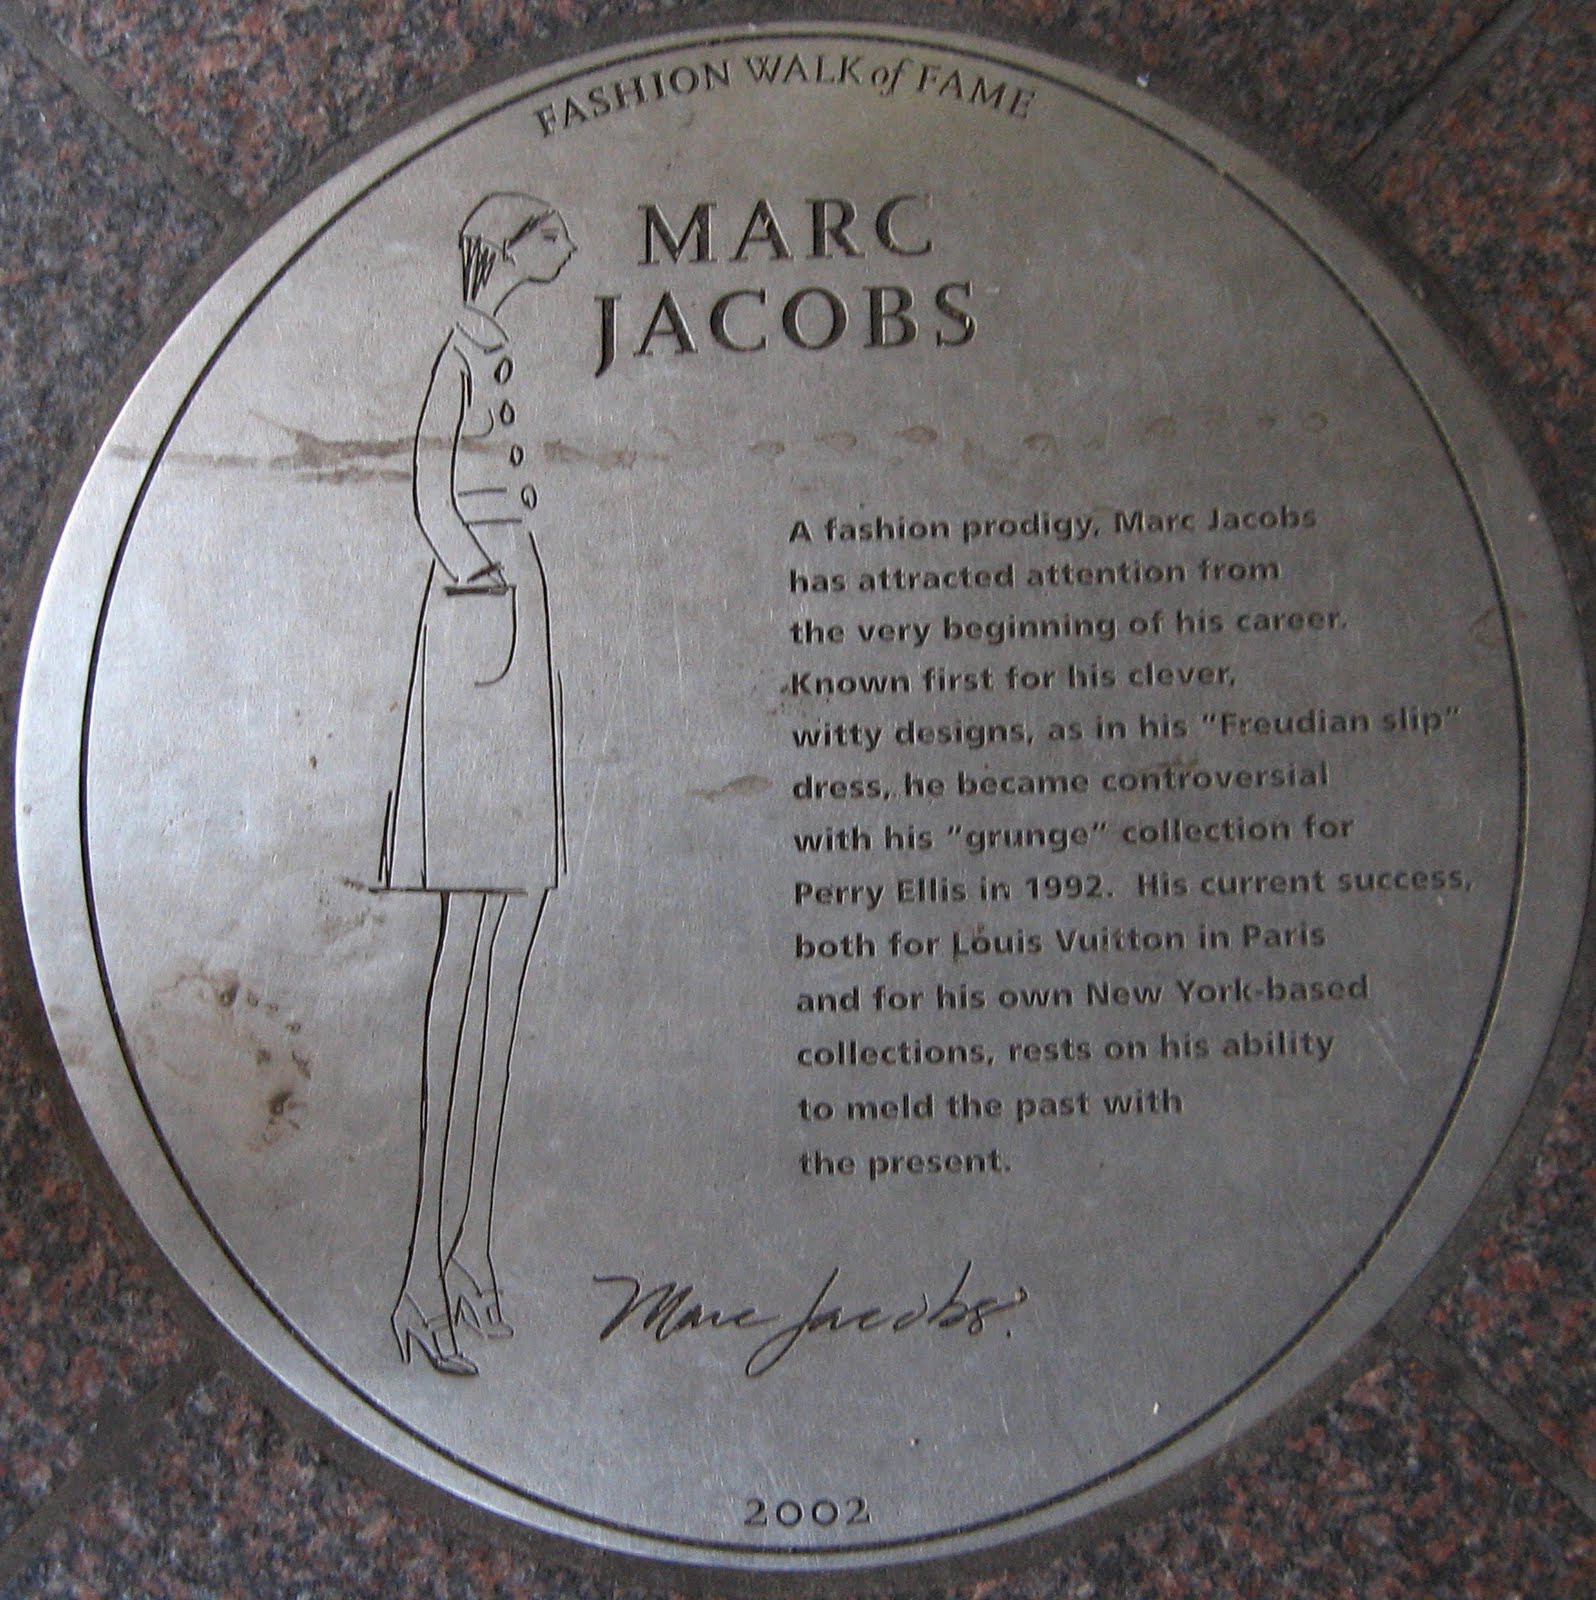 FASHION WALK of FAME
MARC
JACOBS
A fashion prodigy, Marc Jacobs
has attracted attention from
the very beginning of his career.
Known first for his clever,
witty designs, as in his "Freudian slip"
dress, he became controversial
with his "grunge" collection for
Perry Ellis in 1992. His current success,
both for Louis Vuitton in Paris
and for his own New York-based
collections, rests on his ability
to meld the past with
the present.
Marc Jacobs.
2002